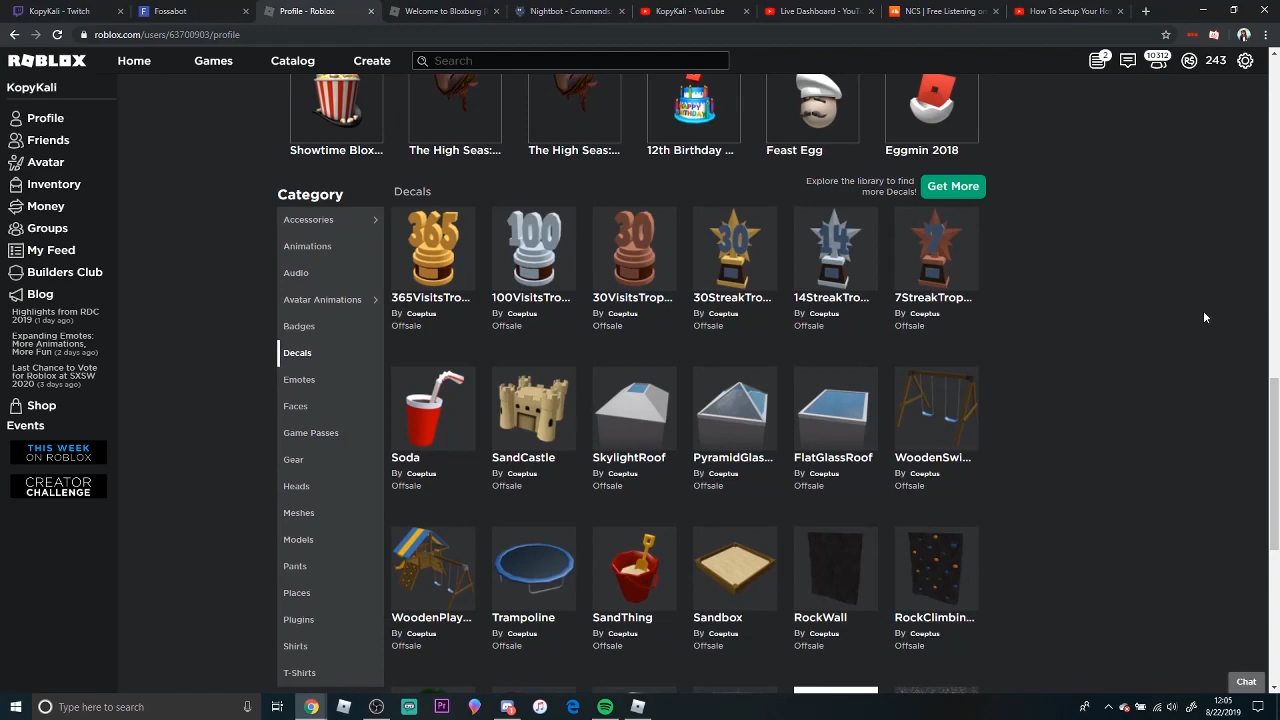 KopyKali - Twitch
Fossabot
Profile - Roblox
Welcome to Bloxburg
Nightbot - Commands
KopyKali - YouTube
Live Dashboard - YouT
NCS | Free Listening on
How To Setup Your Ho
roblox.com/users/63700903/profile
ROBLOX
Home
Games
Catalog
Create
Search
2
243
KopyKali
Profile
Friends
Avatar
Inventory
Money
Groups
My Feed
Builders Club
Blog
Highlights from RDC
2019 (1 day ago)
Expanding Emotes:
More Animations,
More Fun (2 days ago)
Last Chance to Vote
for Roblox at SXSW
2020 (3 days ago)
Shop
Events
THIS WEEK
ON ROBLOX
CREATOR
CHALLENGE
HAPPY
BIRTHDAY
Showtime Blox...
The High Seas:...
The High Seas:...
12th Birthday ...
Feast Egg
Eggmin 2018
Category
Accessories
Animations
Audio
Avatar Animations
Badges
Decals
Emotes
Faces
Game Passes
Gear
Heads
Meshes
Models
Pants
Places
Plugins
Shirts
T-Shirts
Decals
Explore the library to find
more Decals!
Get More
365 100 30 30 14 7
365VisitsTro...
By Coeptus
Offsale
100VisitsTro...
By Coeptus
Offsale
30VisitsTrop...
By Coeptus
Offsale
30StreakTro...
By Coeptus
Offsale
14StreakTro...
By Coeptus
Offsale
7StreakTrop...
By Coeptus
Offsale
Soda
By Coeptus
Offsale
SandCastle
By Coeptus
Offsale
SkylightRoof
By Coeptus
Offsale
PyramidGlas...
By Coeptus
Offsale
FlatGlassRoof
By Coeptus
Offsale
WoodenSwi...
By Coeptus
Offsale
WoodenPlay...
By Coeptus
Offsale
Trampoline
By Coeptus
Offsale
SandThing
By Coeptus
Offsale
Sandbox
By Coeptus
Offsale
RockWall
By Coeptus
Offsale
RockClimbin...
By Coeptus
Offsale
Chat
Type here to search
12:05
8/22/2019